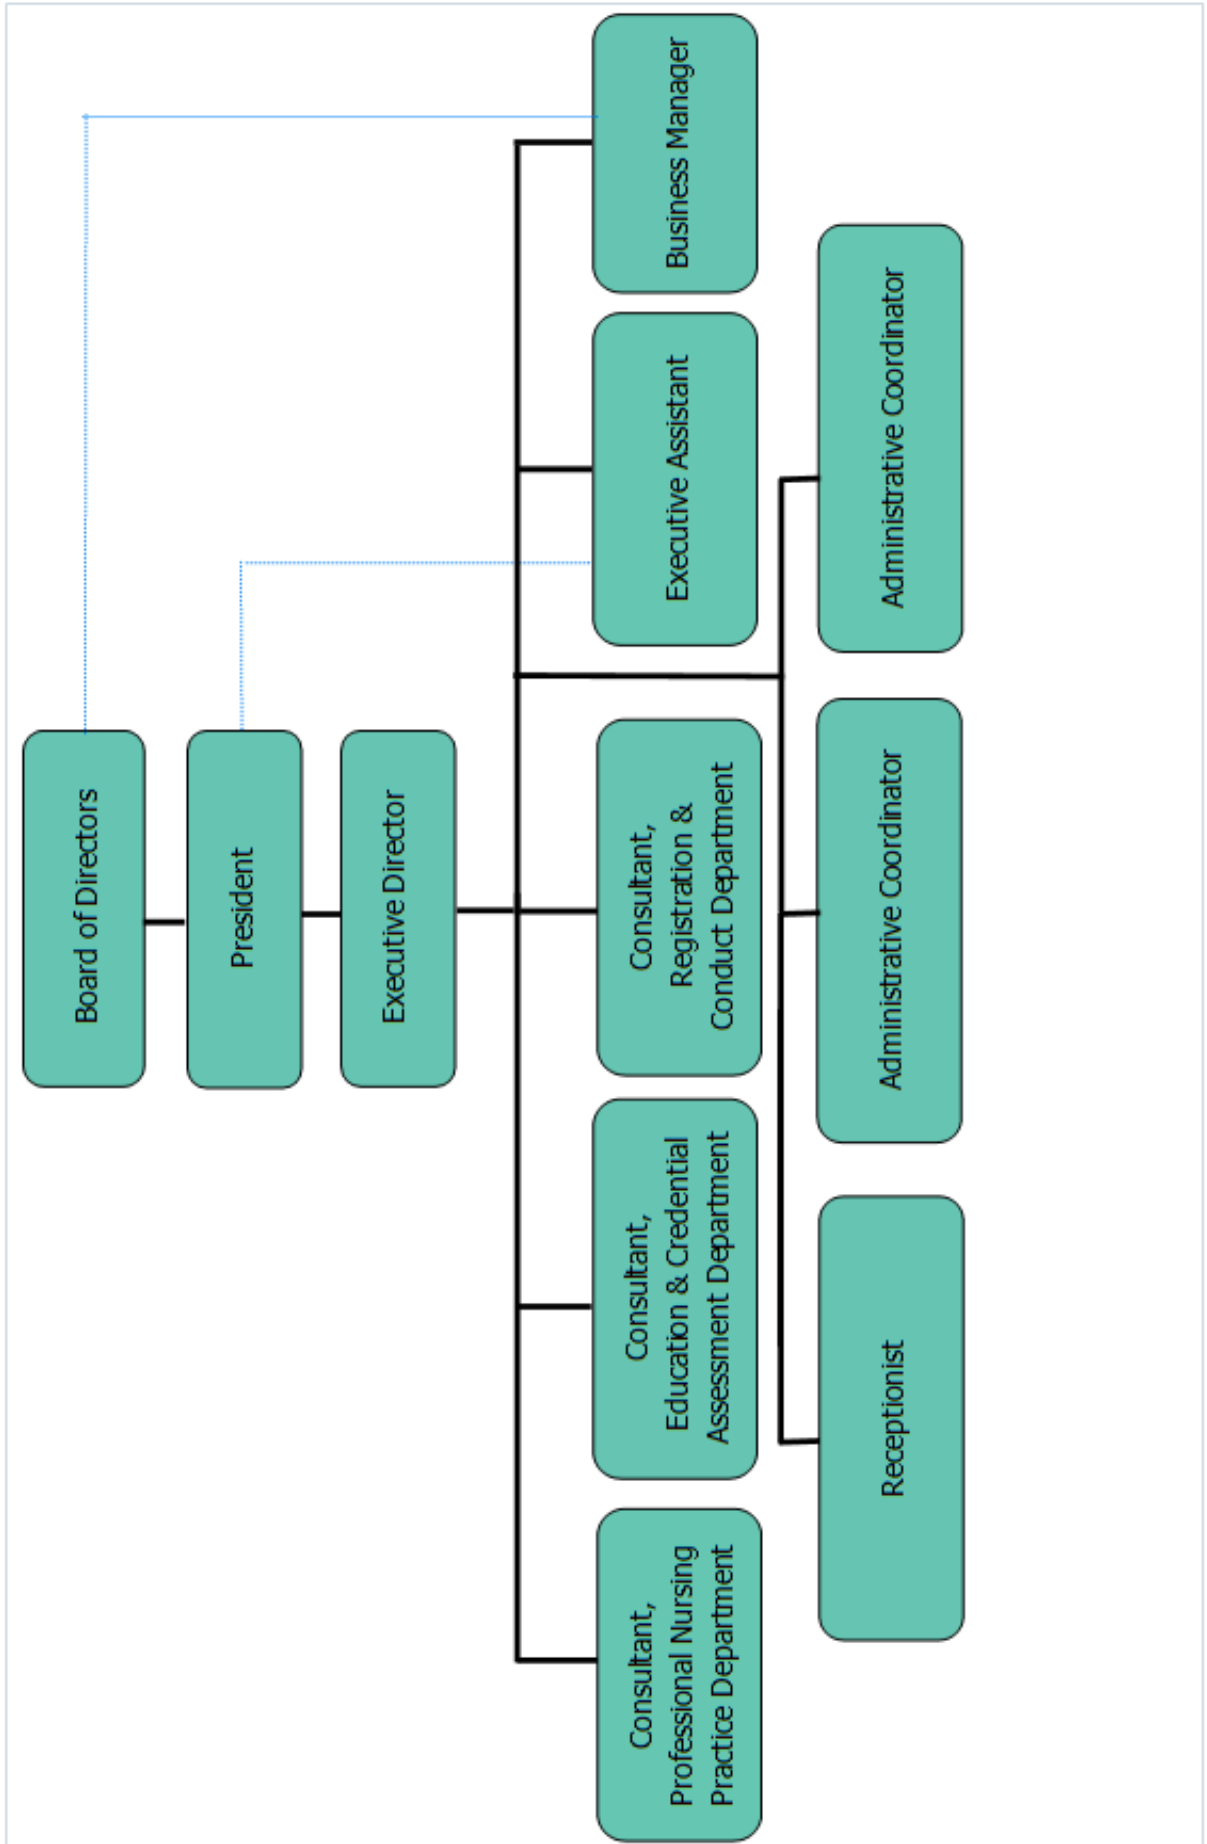 Board of Directors
President
Executive Director
Consultant,
Professional Nursing
Practice Department
Consultant,
Education & Credential
Assessment Department
Consultant,
Registration &
Conduct Department
Executive Assistant
Business Manager
Receptionist
Administrative Coordinator
Administrative Coordinator